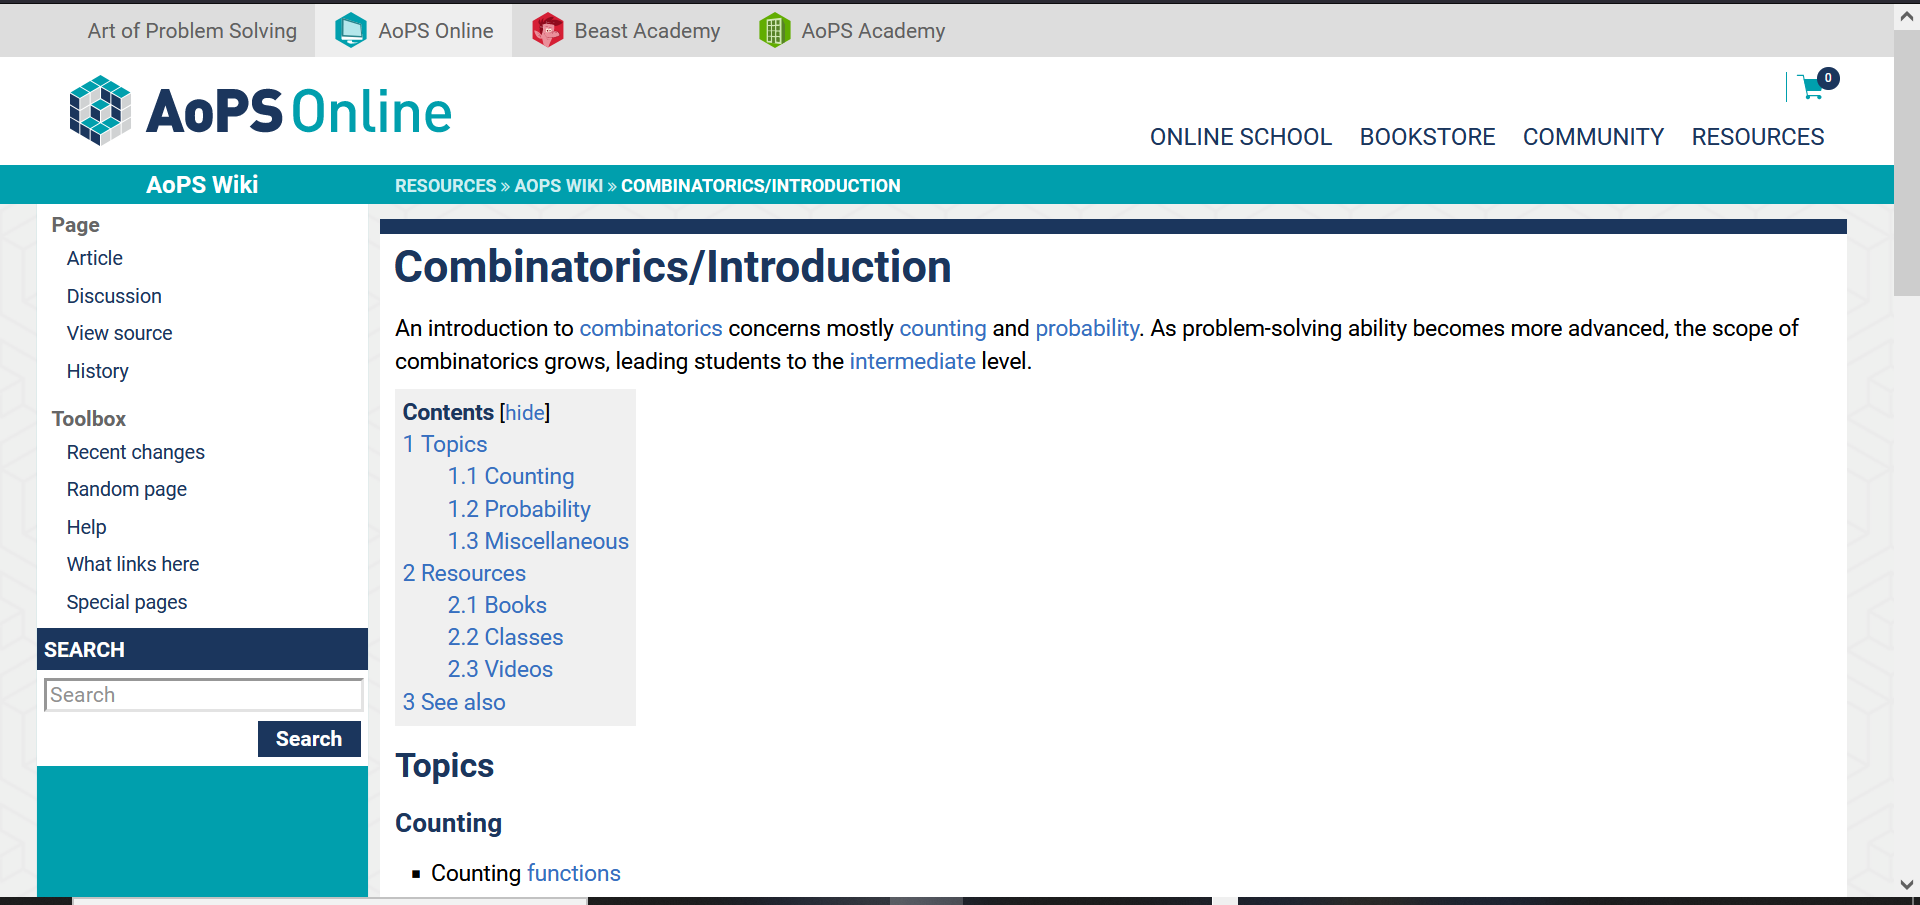 Art of Problem Solving
AoPS Online
Beast Academy
AoPS Academy
AoPS Online
0
ONLINE SCHOOL
BOOKSTORE
COMMUNITY
RESOURCES
AoPS Wiki
RESOURCES » AOPS WIKI » COMBINATORICS/INTRODUCTION
Page
Article
Discussion
View source
History
Toolbox
Recent changes
Random page
Help
What links here
Special pages
SEARCH
Search
Search
Combinatorics/Introduction
An introduction to combinatorics concerns mostly counting and probability. As problem-solving ability becomes more advanced, the scope of
combinatorics grows, leading students to the intermediate level.
Contents [hide]
1 Topics
1.1 Counting
1.2 Probability
1.3 Miscellaneous
2 Resources
2.1 Books
2.2 Classes
2.3 Videos
3 See also
Topics
Counting
▪ Counting functions